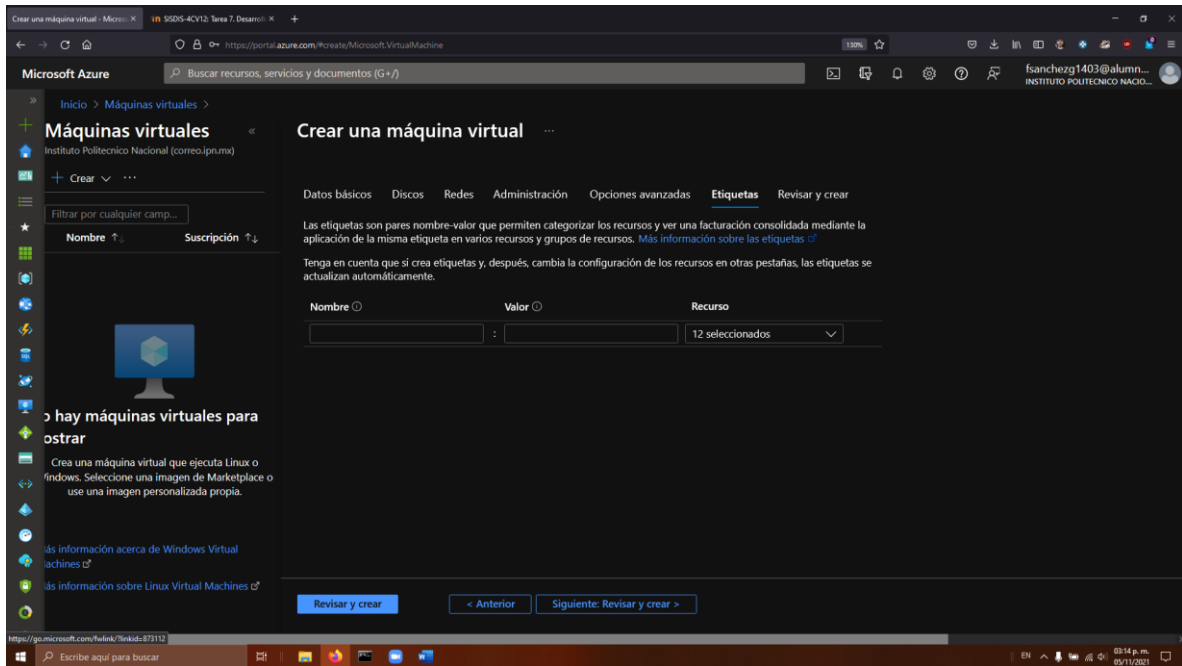 Crear una máquina virtual - Micros
SISDIS-4CV12: Tarea 7. Desarroll
https://portal.azure.com/#create/Microsoft.VirtualMachine
130%
Microsoft Azure
Buscar recursos, servicios y documentos (G+/)
fsanchezg1403@alumn...
INSTITUTO POLITECNICO NACIO...
Inicio > Máquinas virtuales >
Máquinas virtuales
Instituto Politecnico Nacional (correo.ipn.mx)
+ Crear
Filtrar por cualquier camp...
Nombre ↑↓
Suscripción ↑↓
o hay máquinas virtuales para
ostrar
Crea una máquina virtual que ejecuta Linux o
Windows. Seleccione una imagen de Marketplace o
use una imagen personalizada propia.
ás información acerca de Windows Virtual
achines
ás información sobre Linux Virtual Machines
Crear una máquina virtual ...
Datos básicos Discos Redes Administración Opciones avanzadas Etiquetas Revisar y crear
Las etiquetas son pares nombre-valor que permiten categorizar los recursos y ver una facturación consolidada mediante la
aplicación de la misma etiqueta en varios recursos y grupos de recursos. Más información sobre las etiquetas
Tenga en cuenta que si crea etiquetas y, después, cambia la configuración de los recursos en otras pestañas, las etiquetas se
actualizan automáticamente.
Nombre Valor Recurso
: 12 seleccionados
Revisar y crear
< Anterior
Siguiente: Revisar y crear >
https://go.microsoft.com/fwlink/?linkid=873112
Escribe aquí para buscar
EN
03:14 p. m.
05/11/2021